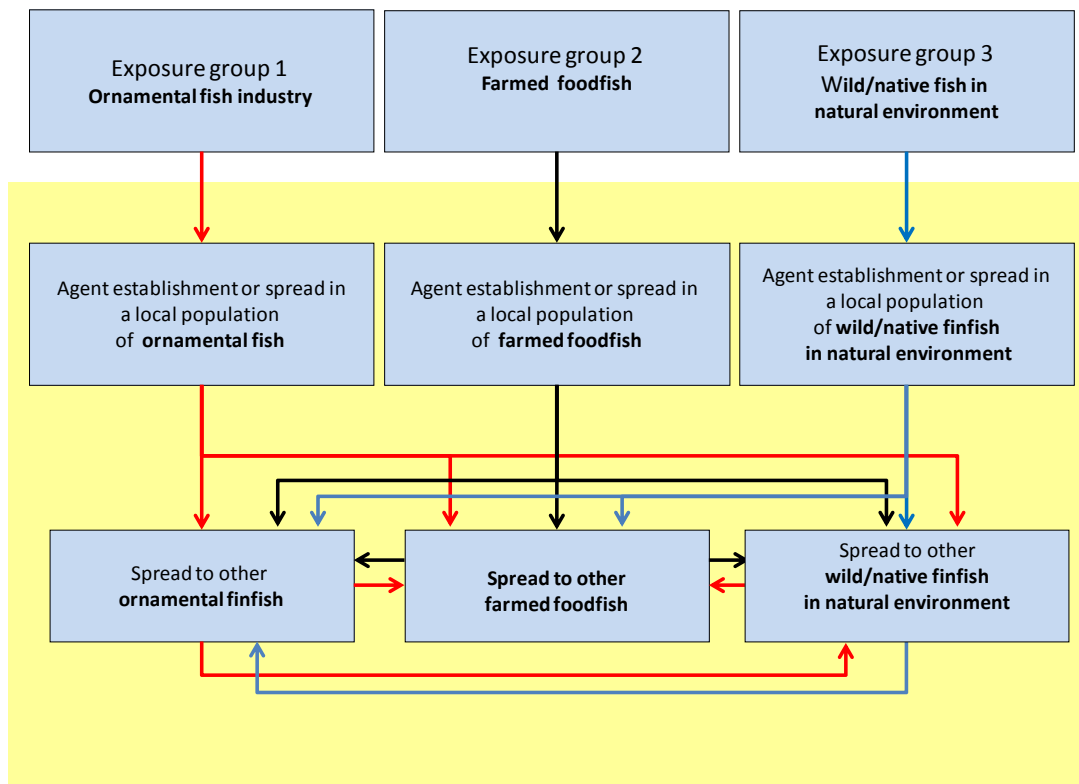 Exposure group 1
Ornamental fish industry
Exposure group 2
Farmed foodfish
Exposure group 3
Wild/native fish in
natural environment
Agent establishment or spread in
a local population
of ornamental fish
Agent establishment or spread in
a local population
of farmed foodfish
Agent establishment or spread in
a local population
of wild/native finfish
in natural environment
Spread to other
ornamental finfish
Spread to other
farmed foodfish
Spread to other
wild/native finfish
in natural environment